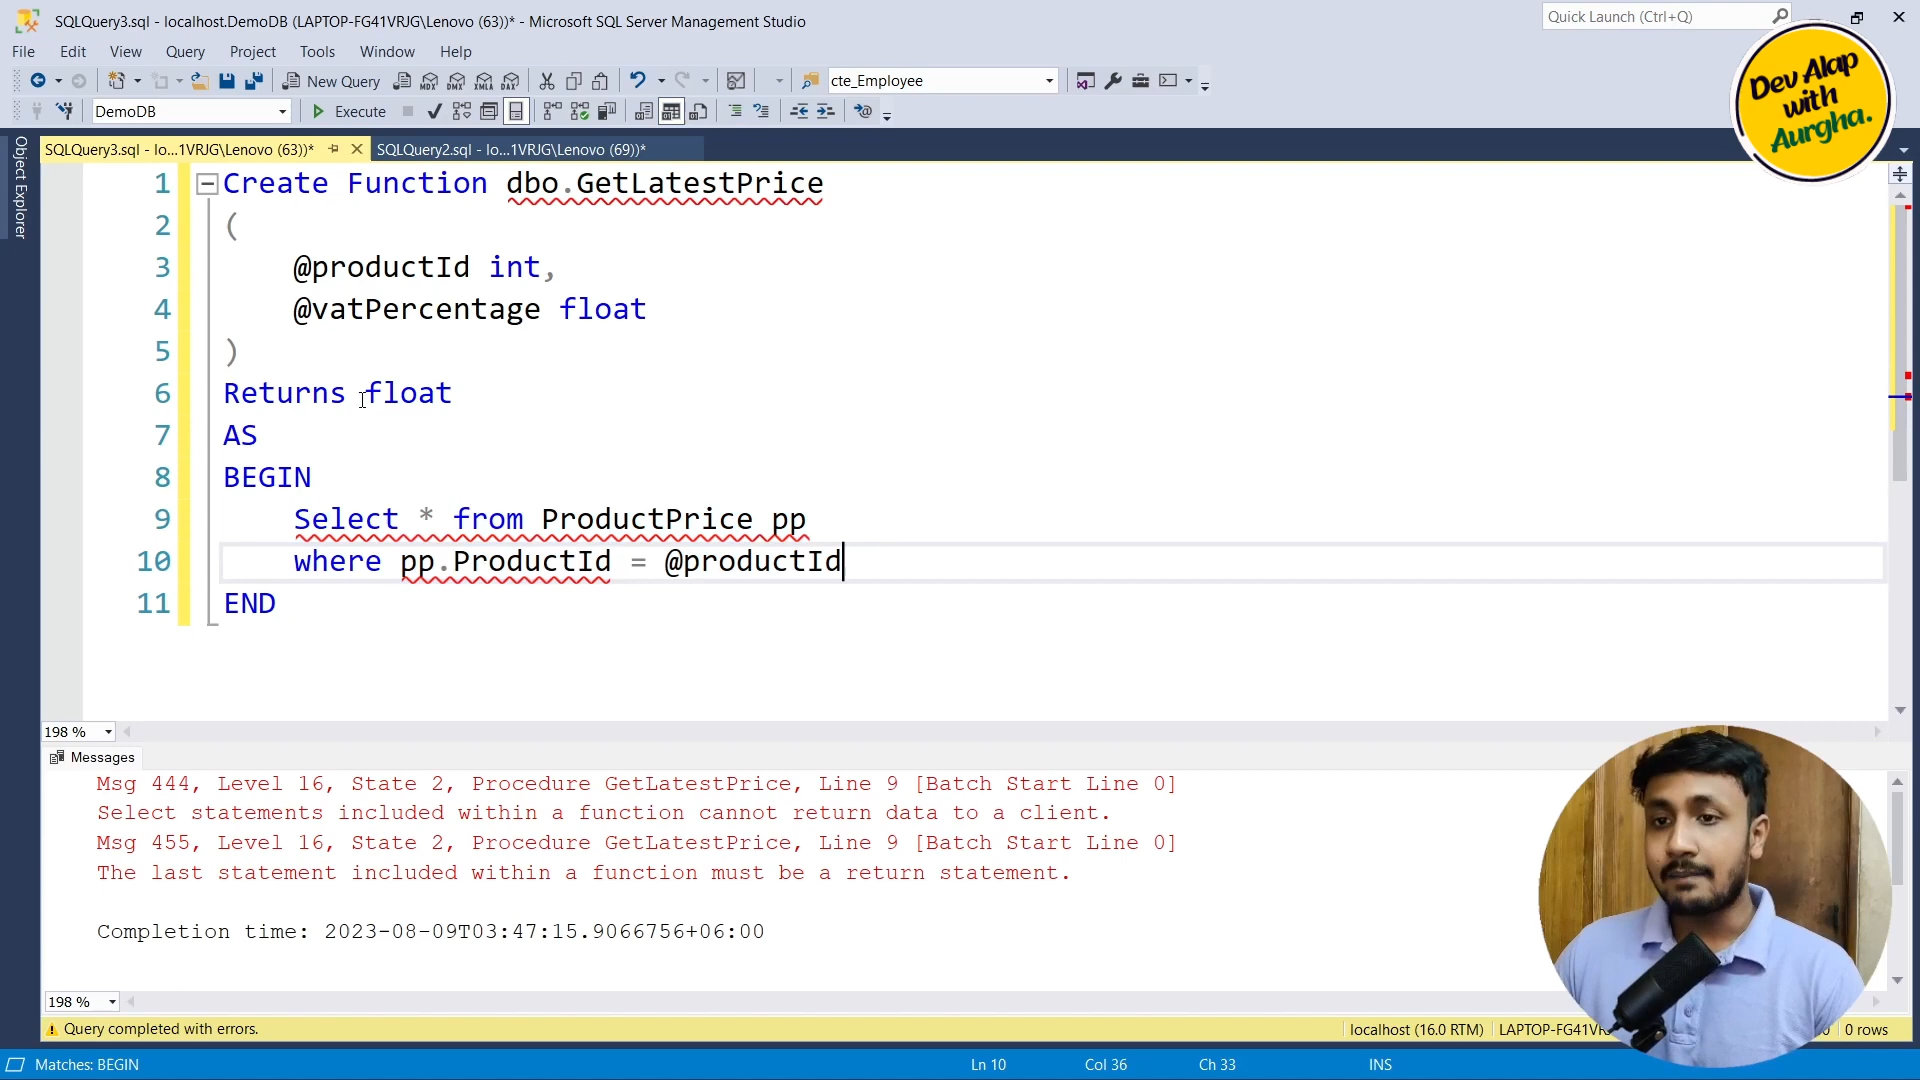 SQLQuery3.sql - localhost.DemoDB (LAPTOP-FG41VRJG\Lenovo (63))* - Microsoft SQL Server Management Studio
Quick Launch (Ctrl+Q)
File Edit View Query Project Tools Window Help
New Query
MDX
DMX
XMLA
DAX
cte_Employee
DemoDB
Execute
Dev Alap
with
Aurgha.
Object Explorer
SQLQuery3.sql - lo...1VRJG\Lenovo (63))*
SQLQuery2.sql - lo...1VRJG\Lenovo (69))*
1 Create Function dbo.GetLatestPrice
2 (
3 @productId int,
4 @vatPercentage float
5 )
6 Returns float
7 AS
8 BEGIN
9 Select * from ProductPrice pp
10 where pp.ProductId = @productId
11 END
198 %
Messages
Msg 444, Level 16, State 2, Procedure GetLatestPrice, Line 9 [Batch Start Line 0]
Select statements included within a function cannot return data to a client.
Msg 455, Level 16, State 2, Procedure GetLatestPrice, Line 9 [Batch Start Line 0]
The last statement included within a function must be a return statement.
Completion time: 2023-08-09T03:47:15.9066756+06:00
198 %
Query completed with errors.
localhost (16.0 RTM)
0 rows
Matches: BEGIN
Ln 10
Col 36
Ch 33
INS